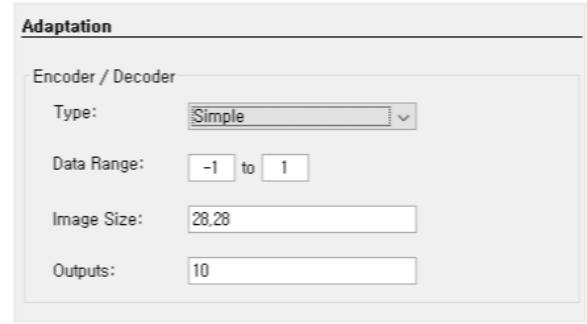 Adaptation
Encoder / Decoder
Type: Simple
Data Range: -1 to 1
Image Size: 28,28
Outputs: 10